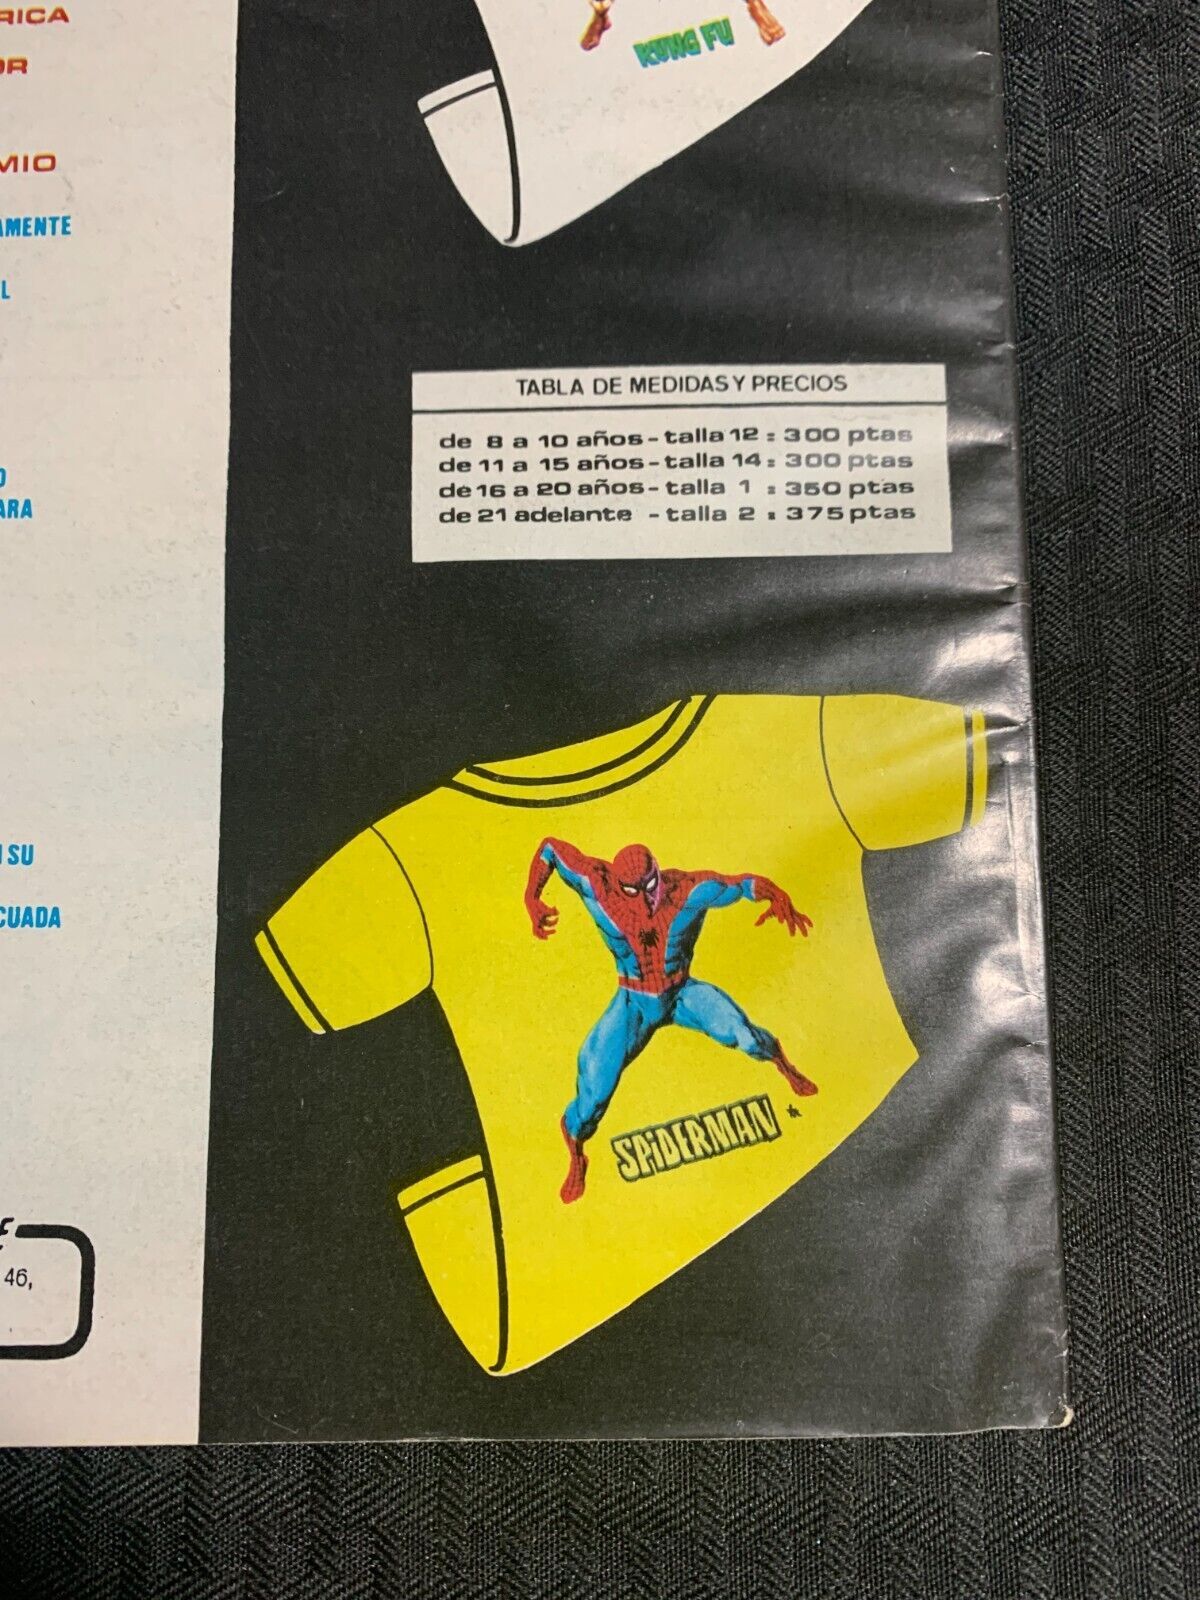 RICA
OR
MIO
AMENTE
L
O
ARA
SU
CUADA
46,
KUNG FU
TABLA DE MEDIDAS Y PRECIOS
de 8 a 10 años - talla 12 : 300 ptas
de 11 a 15 años - talla 14 : 300 ptas
de 16 a 20 años - talla 1 : 350 ptas
de 21 adelante - talla 2 : 375 ptas
SPiDERMAN